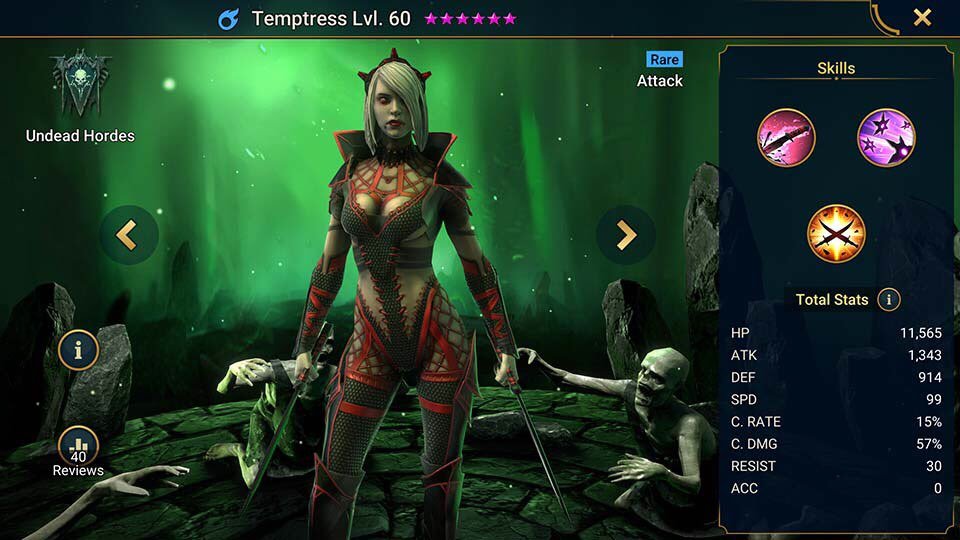 Temptress Lvl. 60
Undead Hordes
Rare
Attack
40
Reviews
Skills
Total Stats
HP 11,565
ATK 1,343
DEF 914
SPD 99
C. RATE 15%
C. DMG 57%
RESIST 30
ACC 0